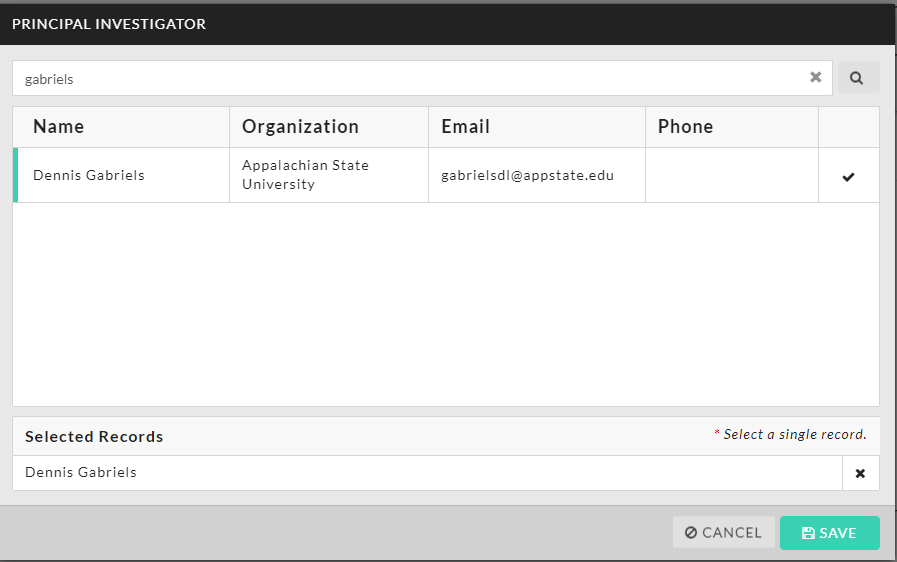 PRINCIPAL INVESTIGATOR
gabriels
Name Organization Email Phone
Dennis Gabriels Appalachian State University gabrielsdl@appstate.edu
Selected Records * Select a single record.
Dennis Gabriels
CANCEL SAVE